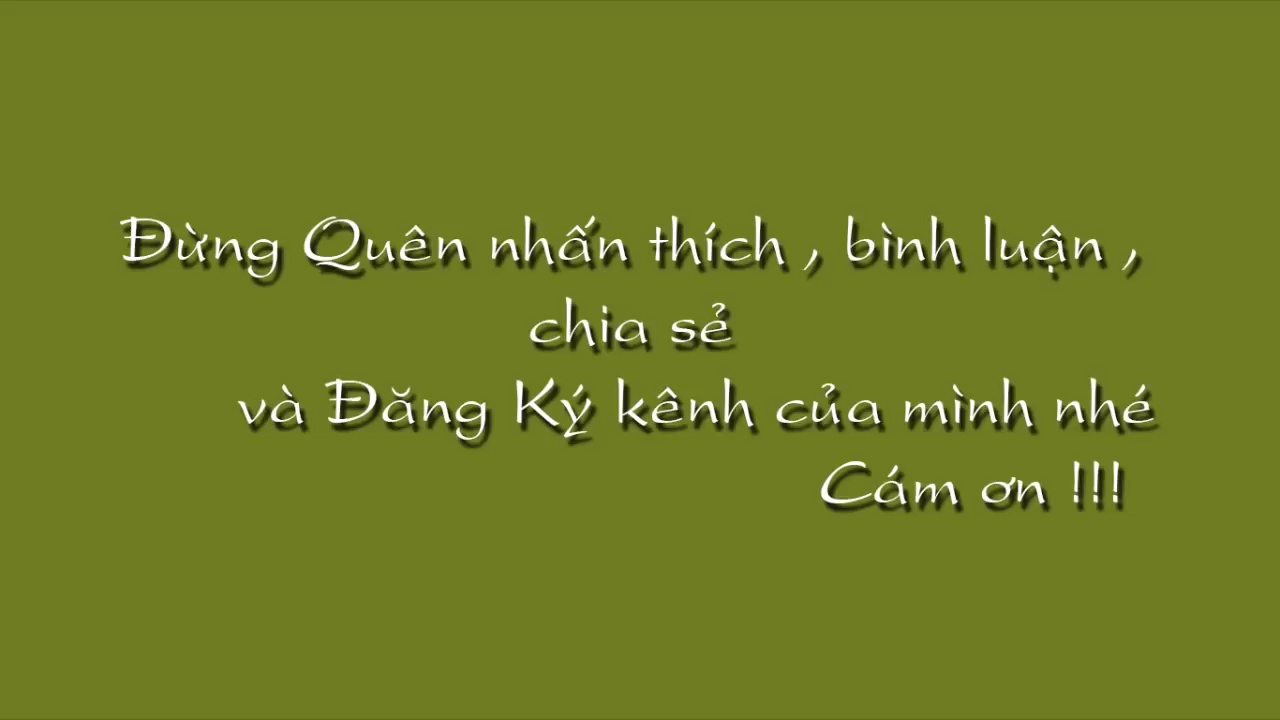 Đừng Quên nhấn thích , bình luận ,
chia sẻ
và Đăng Ký kênh của mình nhé
Cám ơn !!!